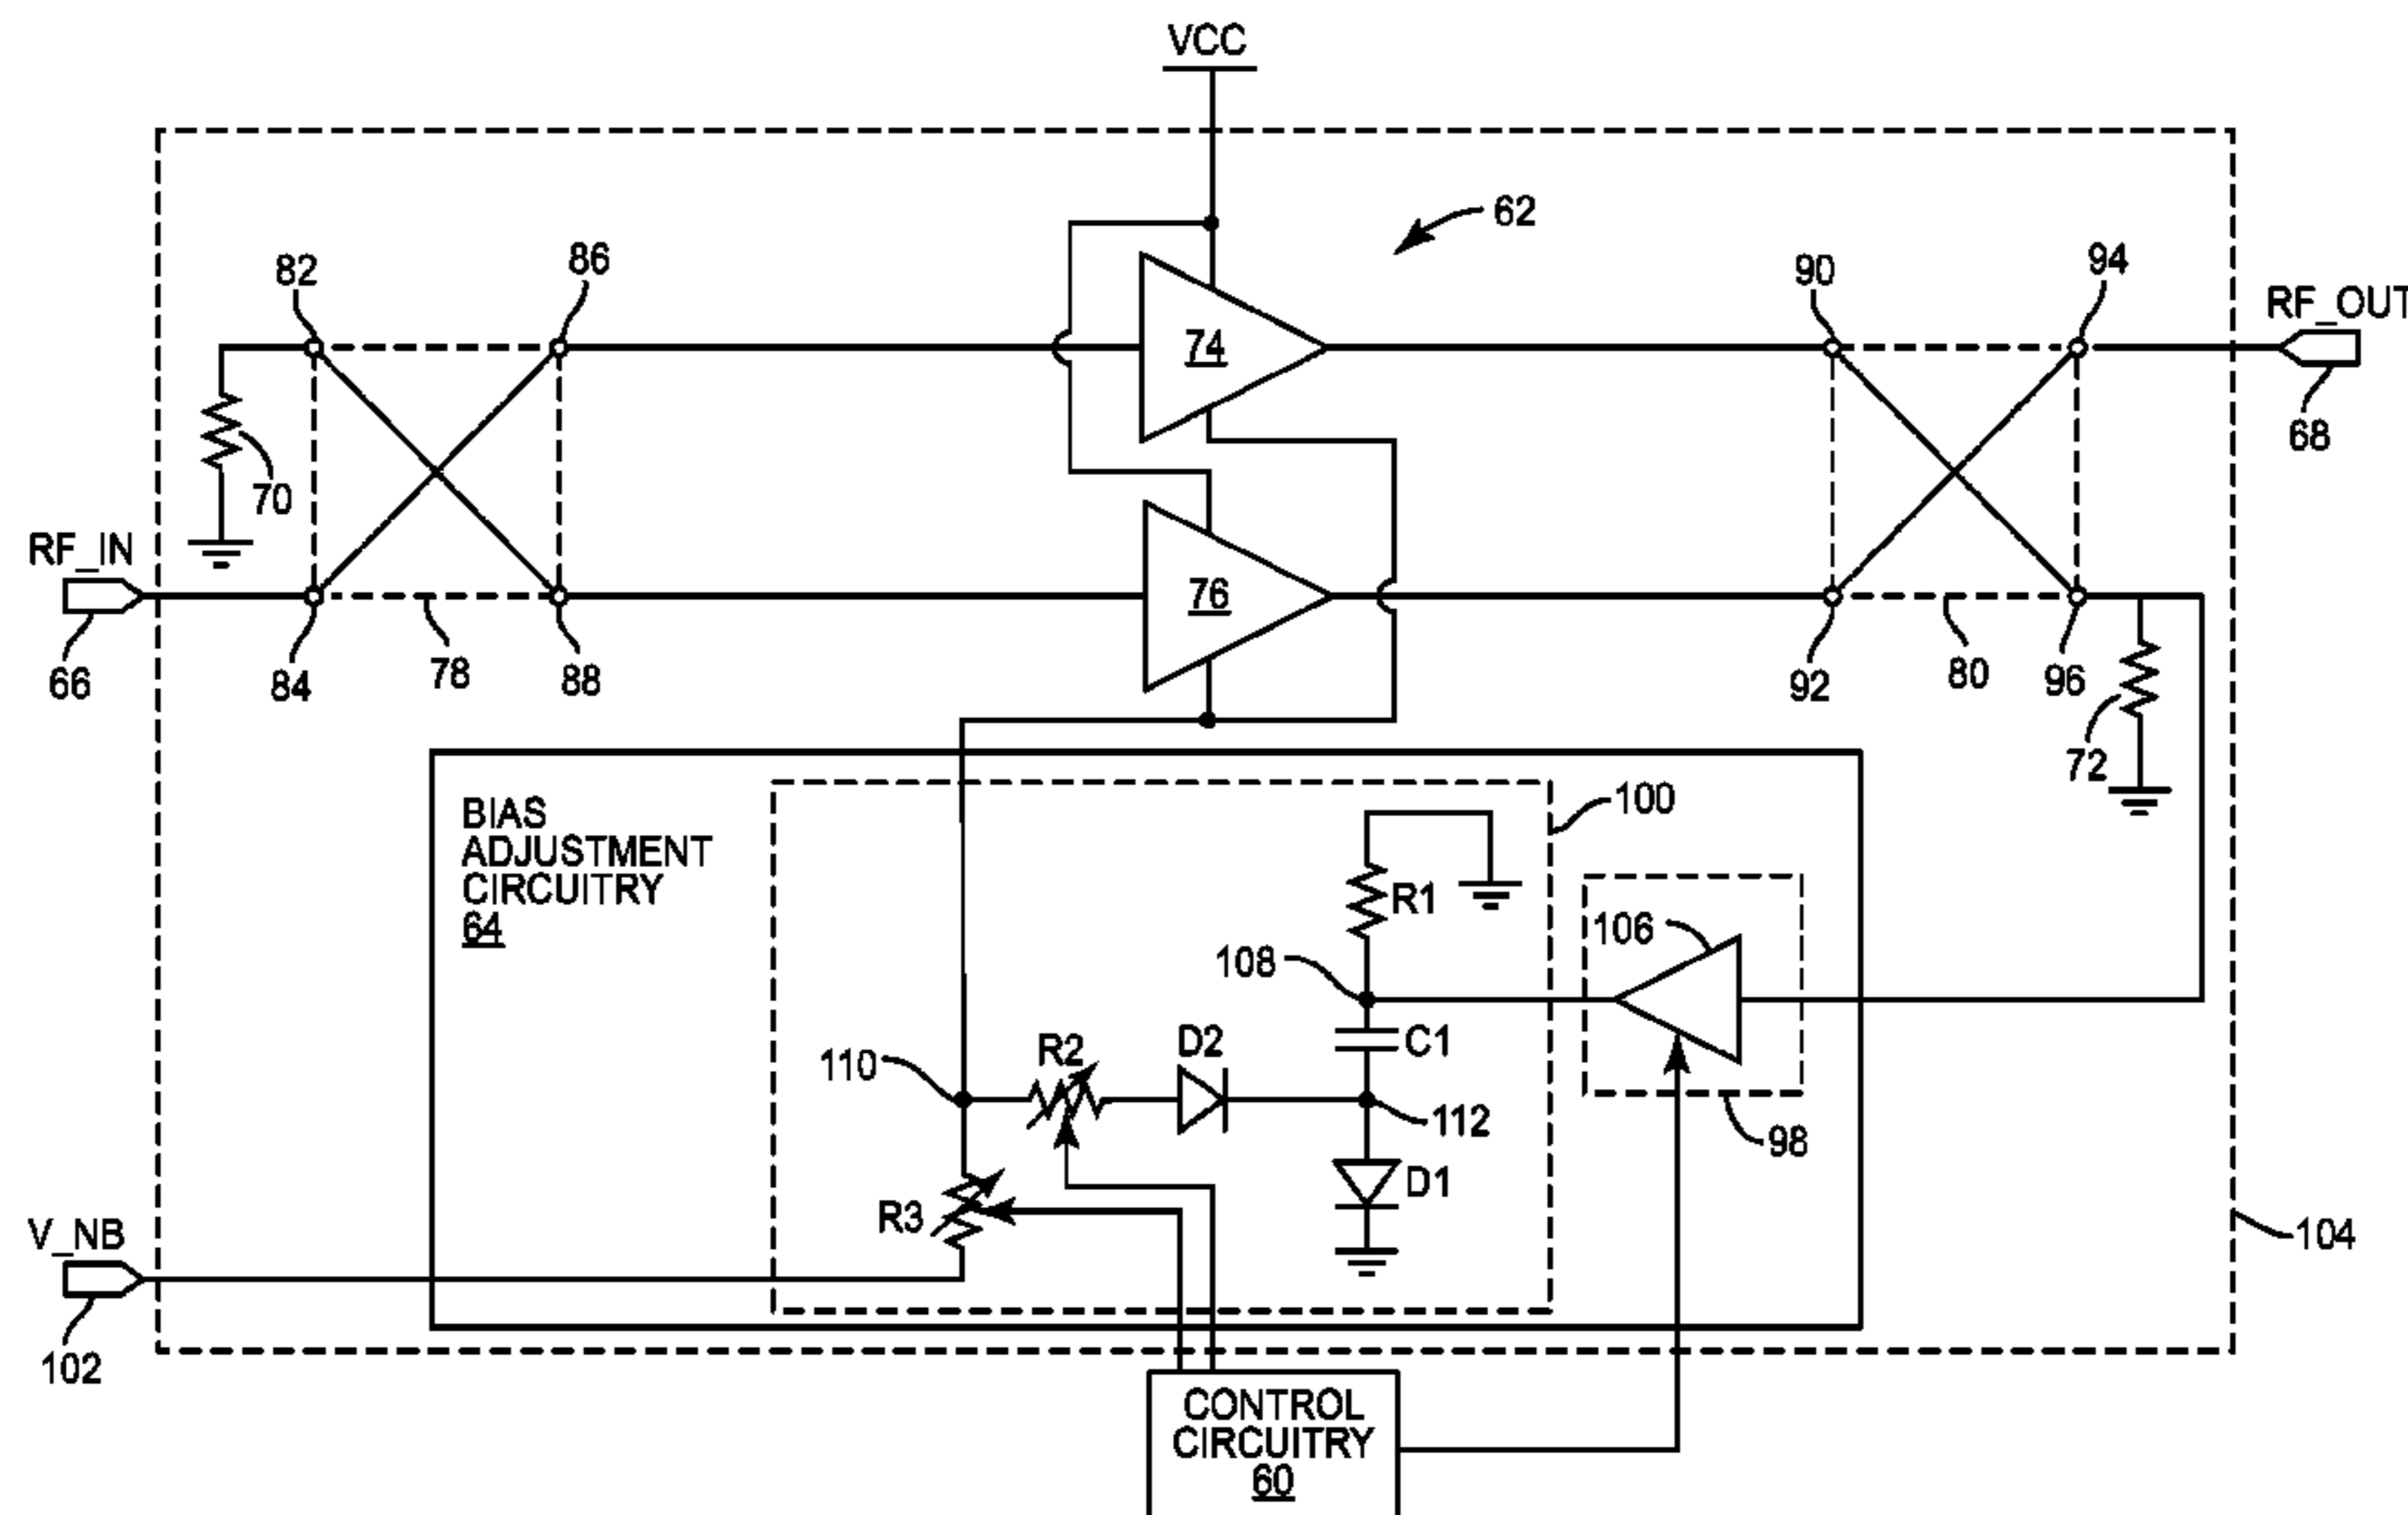 VCC
62
82
86
90
94
RF_OUT
74
68
70
RF_IN
76
66
84
78
88
92
80
96
72
BIAS
ADJUSTMENT
CIRCUITRY
64
100
R1
106
108
C1
D2
R2
110
112
98
D1
R3
V_NB
104
102
CONTROL
CIRCUITRY
60